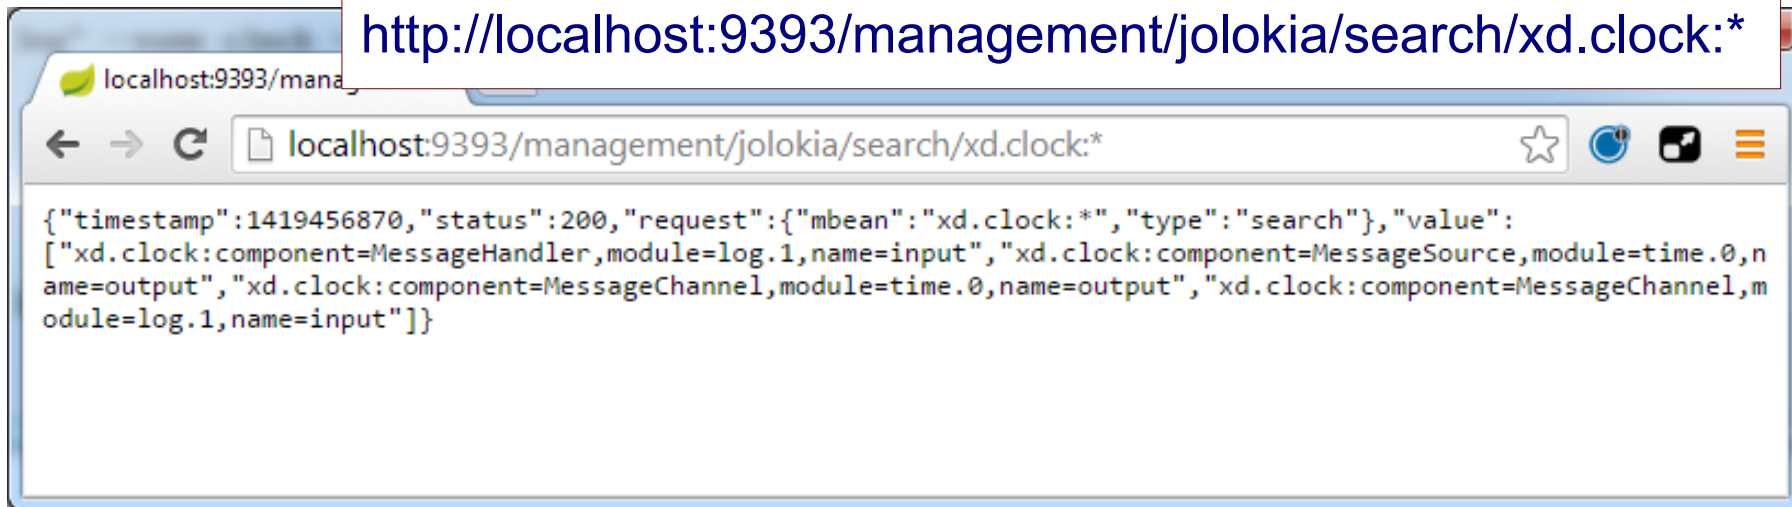 http://localhost:9393/management/jolokia/search/xd.clock:*
localhost:9393/mana
localhost:9393/management/jolokia/search/xd.clock:*
{"timestamp":1419456870,"status":200,"request":{"mbean":"xd.clock:*","type":"search"},"value":
["xd.clock:component=MessageHandler,module=log.1,name=input","xd.clock:component=MessageSource,module=time.0,n
ame=output","xd.clock:component=MessageChannel,module=time.0,name=output","xd.clock:component=MessageChannel,m
odule=log.1,name=input"]}